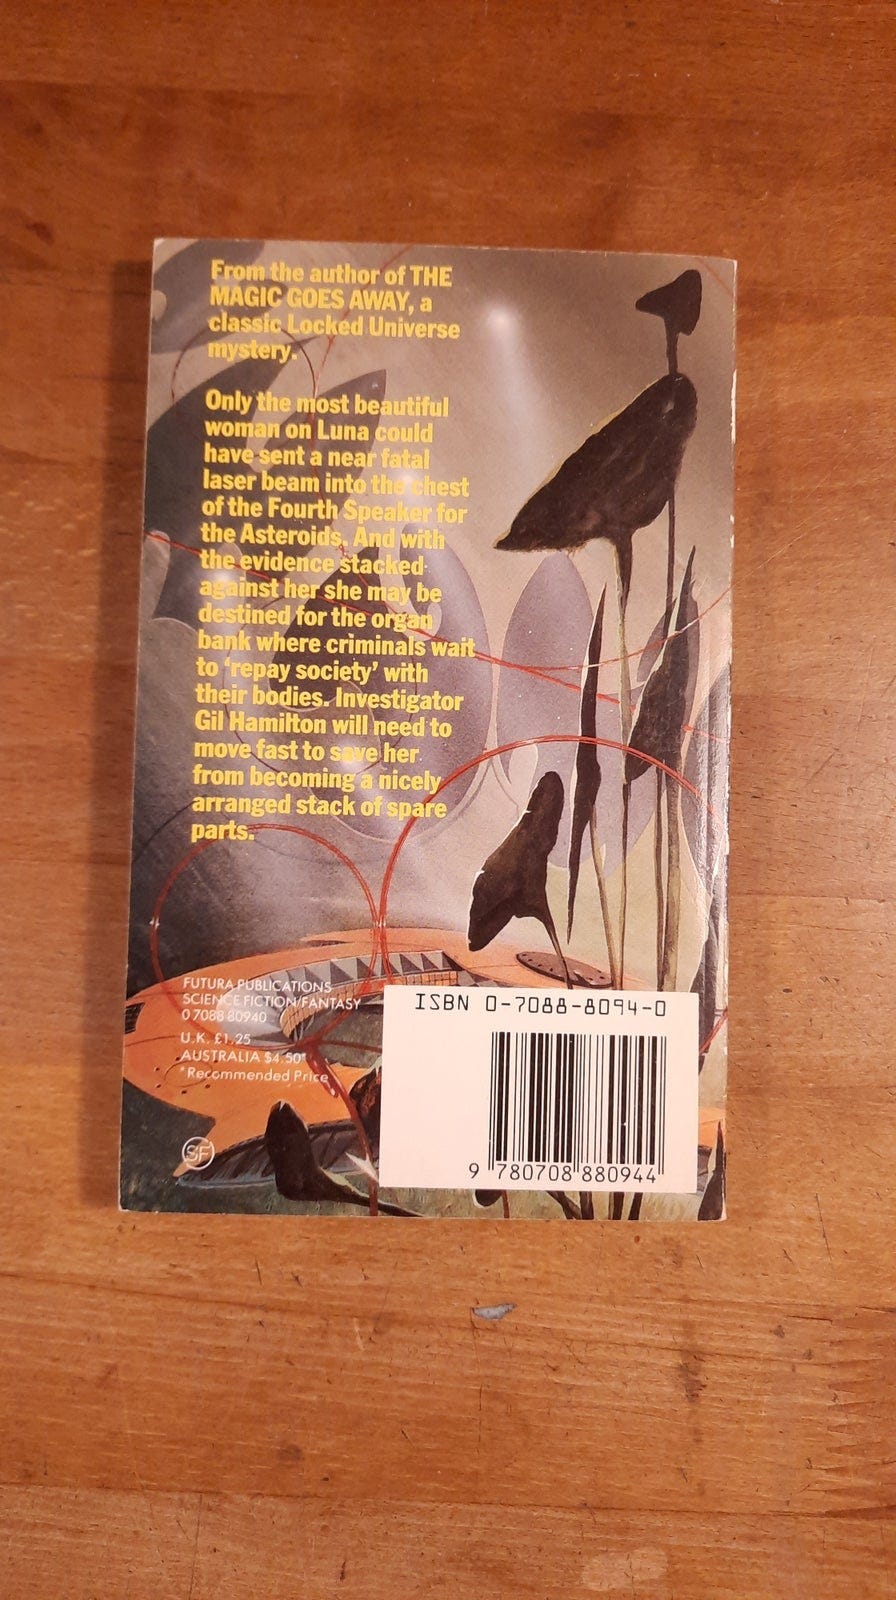 From the author of THE
MAGIC GOES AWAY, a
classic Locked Universe
mystery.
Only the most beautiful
woman on Luna could
have sent a near fatal
laser beam into the chest
of the Fourth Speaker for
the Asteroids. And with
the evidence stacked
against her she may be
destined for the organ
bank where criminals wait
to ‘repay society’ with
their bodies. Investigator
Gil Hamilton will need to
move fast to save her
from becoming a nicely
arranged stack of spare
parts.
FUTURA PUBLICATIONS
SCIENCE FICTION/FANTASY
0 7088 80940
U.K. £1.25
AUSTRALIA $4.50*
*Recommended Price
SF
ISBN 0-7088-8094-0
9 780708 880944